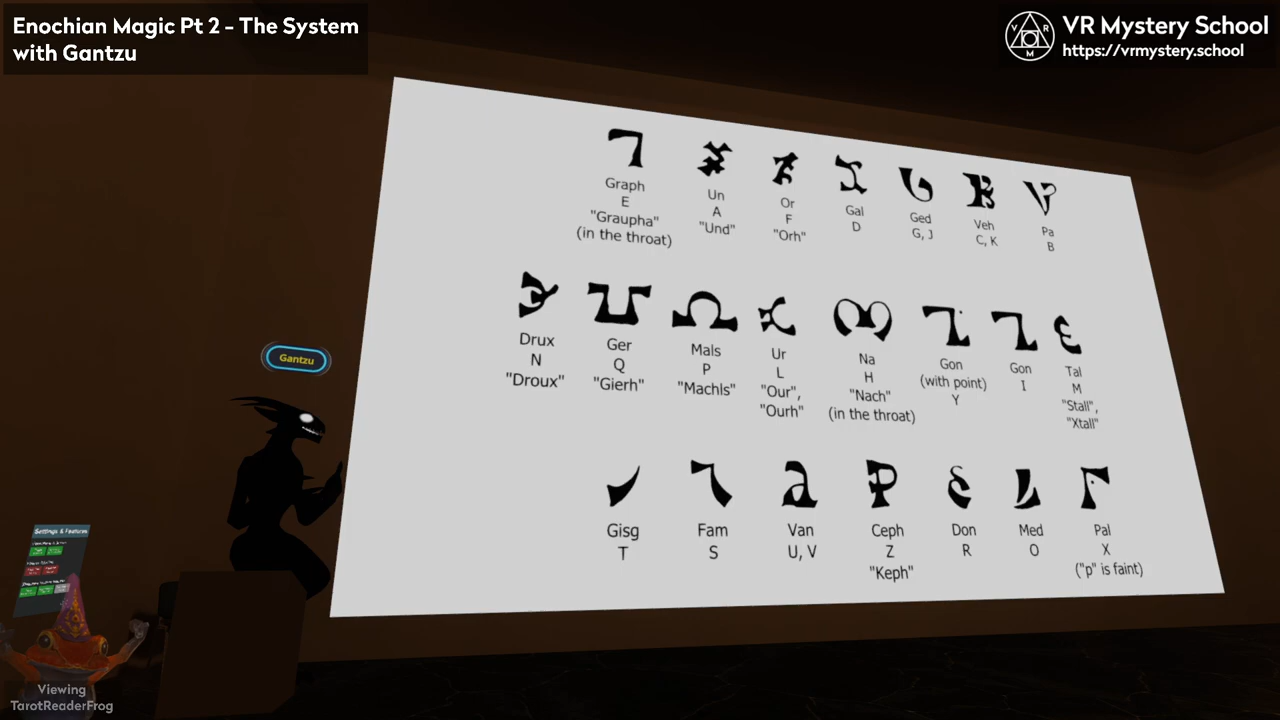 Enochian Magic Pt 2 - The System
with Gantzu
VR Mystery School
https://vrmystery.school
V R
M
Graph
E
"Graupha"
(in the throat)
Un
A
"Und"
Or
F
"Orh"
Gal
D
Ged
G, J
Veh
C, K
Pa
B
Drux
N
"Droux"
Ger
Q
"Gierh"
Mals
P
"Machls"
Ur
L
"Our",
"Ourh"
Na
H
"Nach"
(in the throat)
Gon
(with point)
Y
Gon
I
Tal
M
"Stall",
"Xtall"
Gisg
T
Fam
S
Van
U, V
Ceph
Z
"Keph"
Don
R
Med
O
Pal
X
("p" is faint)
Gantzu
Settings & Features
Viewing
TarotReaderFrog